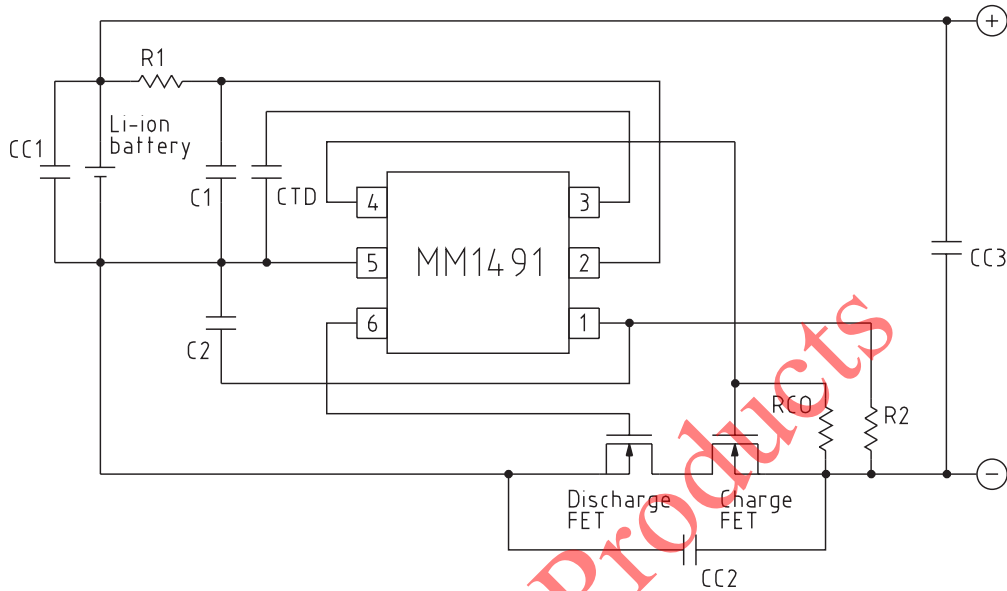 +
R1
Li-ion
battery
CC1
C1
CTD
4
3
MM1491
5
2
CC3
6
1
C2
RCO
R2
Discharge
FET
Charge
FET
−
CC2
Products